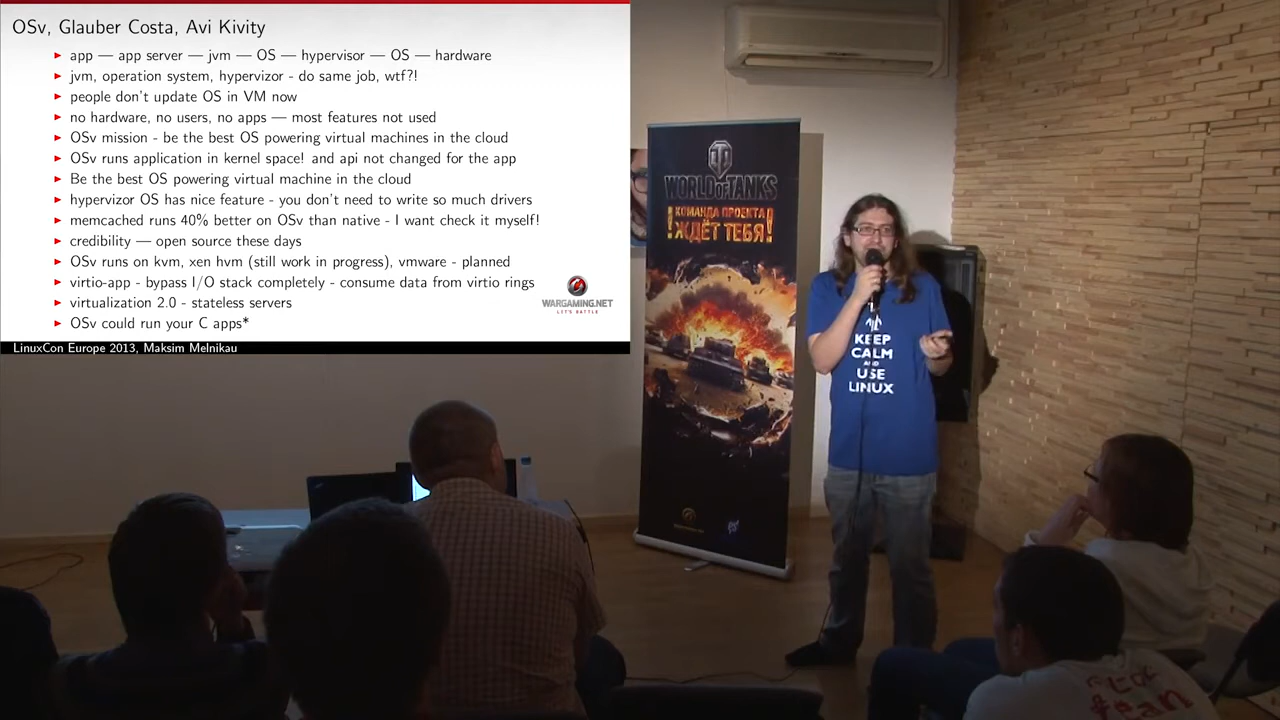 OSv, Glauber Costa, Avi Kivity
app — app server — jvm — OS — hypervisor — OS — hardware
jvm, operation system, hypervizor - do same job, wtf?!
people don't update OS in VM now
no hardware, no users, no apps — most features not used
OSv mission - be the best OS powering virtual machines in the cloud
OSv runs application in kernel space! and api not changed for the app
Be the best OS powering virtual machine in the cloud
hypervizor OS has nice feature - you don't need to write so much drivers
memcached runs 40% better on OSv than native - I want check it myself!
credibility — open source these days
OSv runs on kvm, xen hvm (still work in progress), vmware - planned
virtio-app - bypass I/O stack completely - consume data from virtio rings
virtualization 2.0 - stateless servers
OSv could run your C apps*
WARGAMING.NET
LET'S BATTLE
LinuxCon Europe 2013, Maksim Melnikau
WORLD OF TANKS
КОМАНДА ПРОЕКТА
ЖДЁТ ТЕБЯ!
KEEP
CALM
AND
USE
LINUX